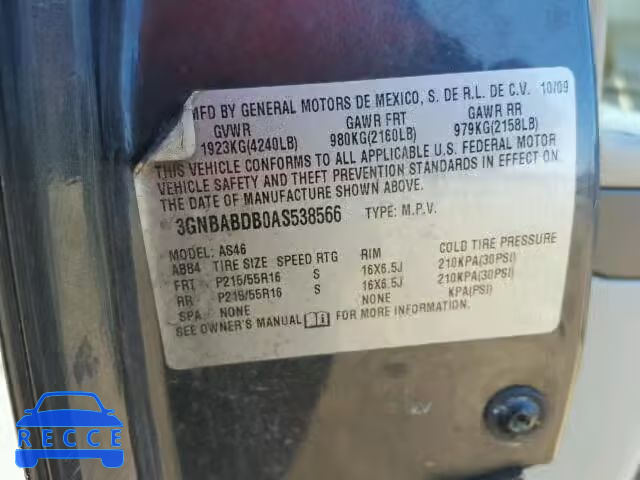 MFD BY GENERAL MOTORS DE MEXICO, S. DE R.L. DE C.V. 10/09
GVWR GAWR FRT GAWR RR
1923KG(4240LB) 980KG(2160LB) 979KG(2158LB)
THIS VEHICLE CONFORMS TO ALL APPLICABLE U.S. FEDERAL MOTOR
VEHICLE SAFETY AND THEFT PREVENTION STANDARDS IN EFFECT ON
THE DATE OF MANUFACTURE SHOWN ABOVE.
3GNBABDB0AS538566 TYPE: M.P.V.
MODEL: AS46
ABB4 TIRE SIZE SPEED RTG RIM COLD TIRE PRESSURE
FRT P215/55R16 S 16X6.5J 210KPA(30PSI)
RR P215/55R16 S 16X6.5J 210KPA(30PSI)
SPA NONE NONE KPA(PSI)
SEE OWNER'S MANUAL FOR MORE INFORMATION.
RECCE